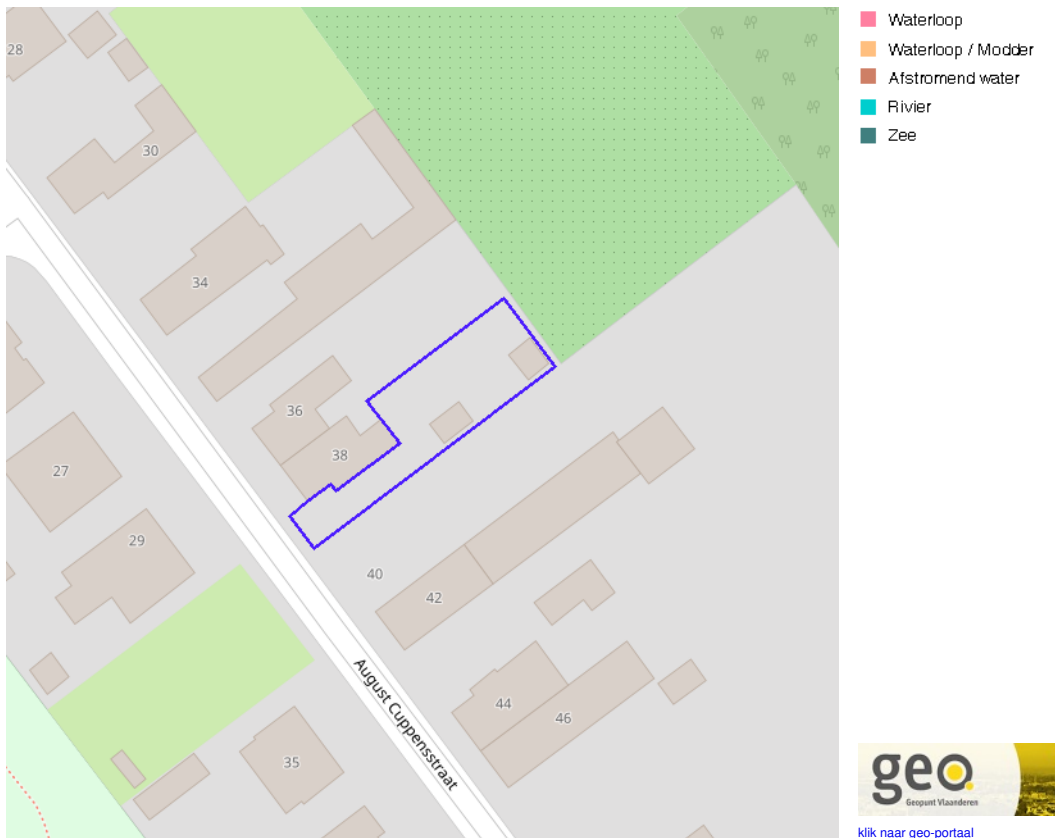 28
30
34
36
38
27
29
40
42
44
46
35
August Cuppensstraat
Waterloop
Waterloop / Modder
Afstromend water
Rivier
Zee
geo.
Geopunt Vlaanderen
klik naar geo-portaal